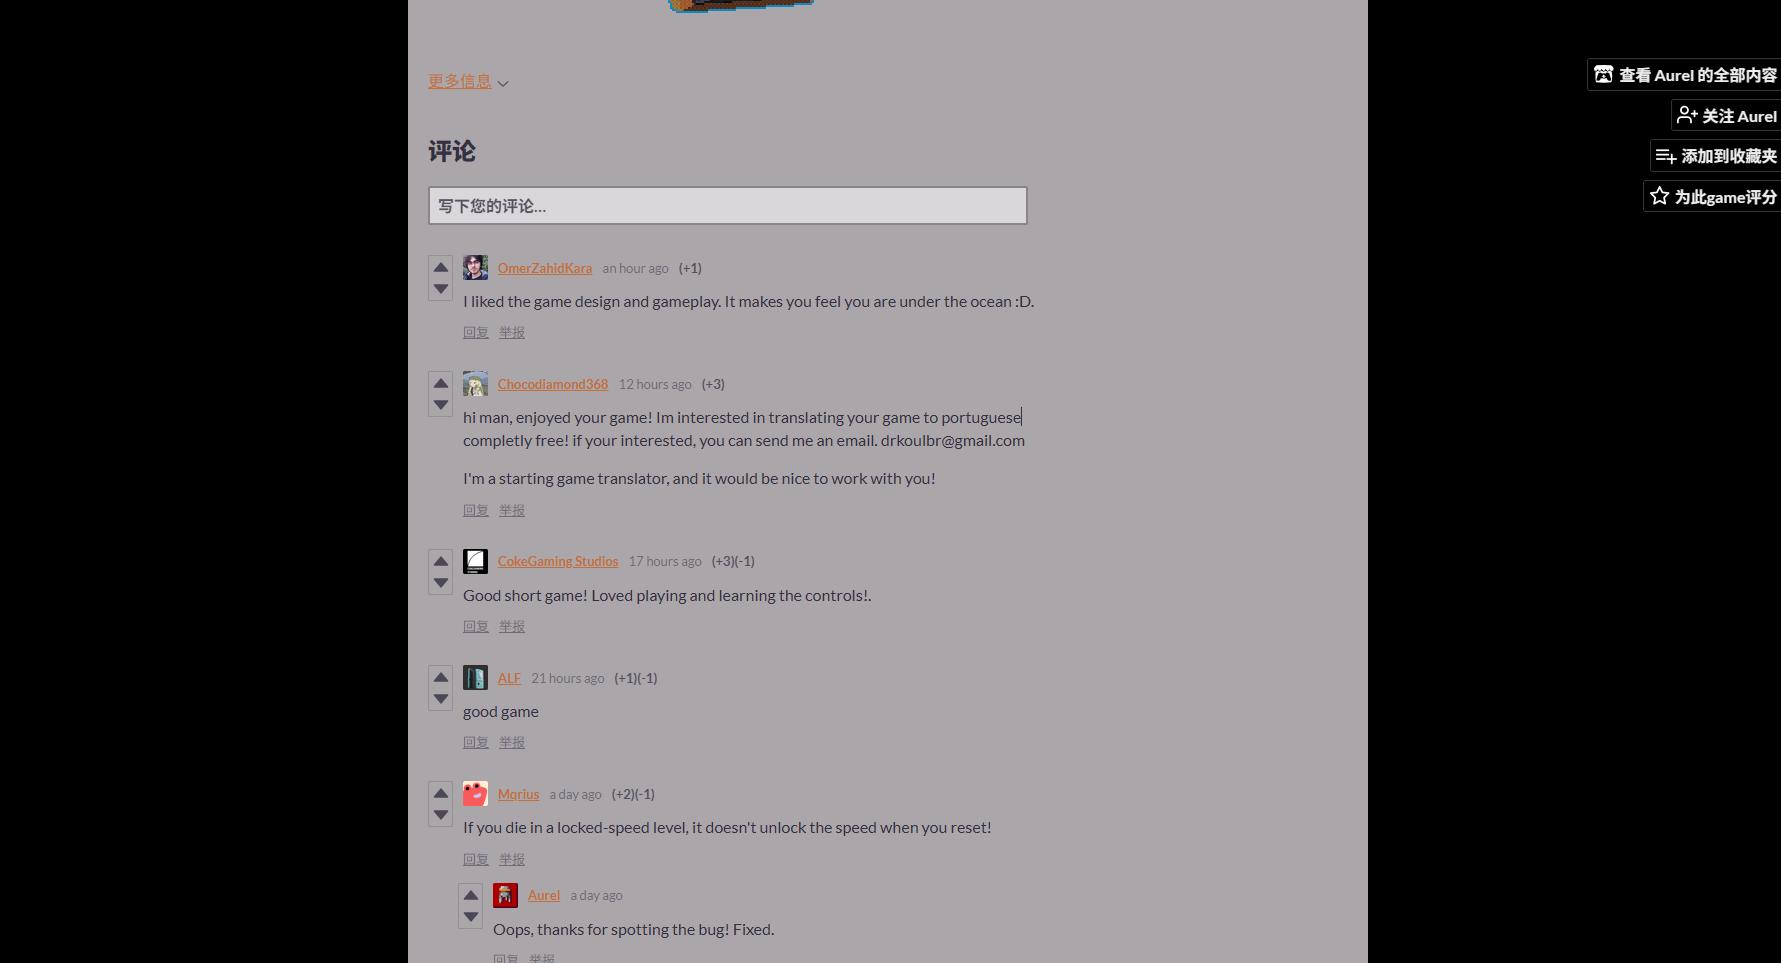 更多信息
评论
写下您的评论...
OmerZahidKara an hour ago (+1)
I liked the game design and gameplay. It makes you feel you are under the ocean :D.
回复 举报
Chocodiamond368 12 hours ago (+3)
hi man, enjoyed your game! Im interested in translating your game to portuguese
completly free! if your interested, you can send me an email. drkoulbr@gmail.com
I'm a starting game translator, and it would be nice to work with you!
回复 举报
CokeGaming Studios 17 hours ago (+3)(-1)
Good short game! Loved playing and learning the controls!.
回复 举报
ALF 21 hours ago (+1)(-1)
good game
回复 举报
Mqrius a day ago (+2)(-1)
If you die in a locked-speed level, it doesn't unlock the speed when you reset!
回复 举报
Aurel a day ago
Oops, thanks for spotting the bug! Fixed.
回复 举报
查看 Aurel 的全部内容
关注 Aurel
添加到收藏夹
为此game评分